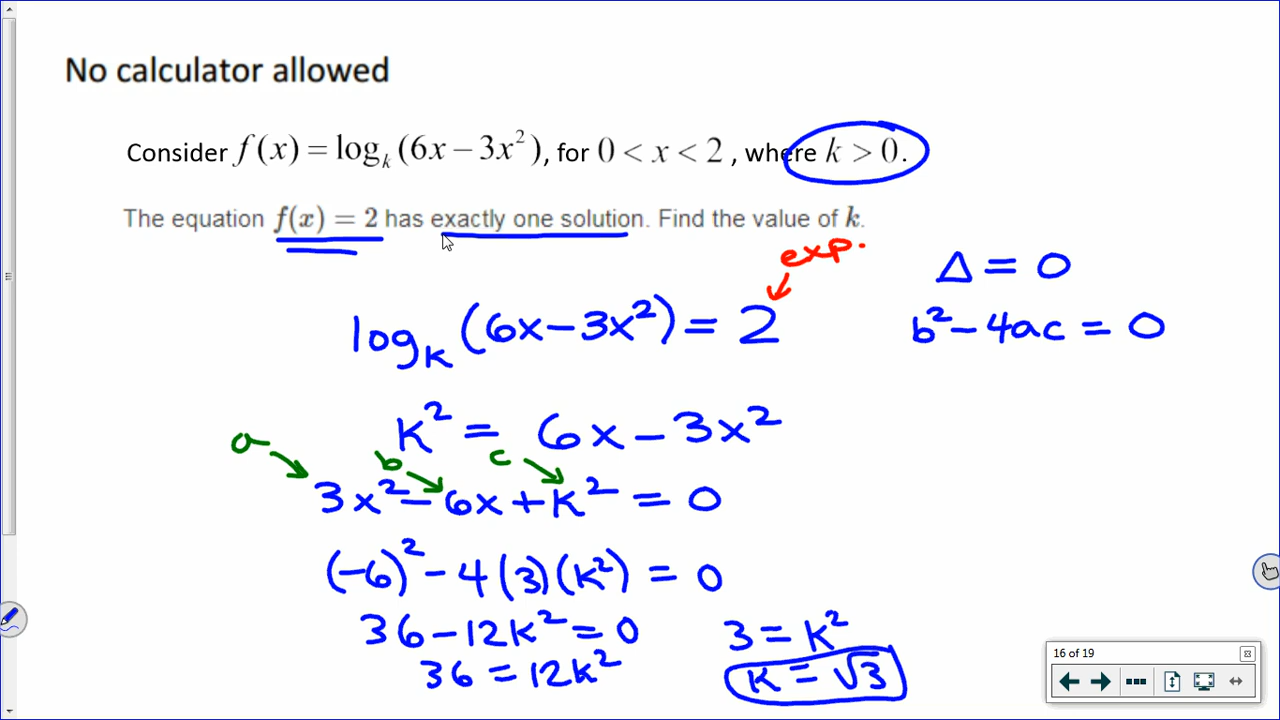 No calculator allowed
Consider f(x) = log_k (6x − 3x²), for 0 < x < 2, where k > 0.
The equation f(x) = 2 has exactly one solution. Find the value of k.
exp.
Δ = 0
log_k (6x − 3x²) = 2
b² − 4ac = 0
k² = 6x − 3x²
a
b
c
3x² − 6x + k² = 0
(−6)² − 4(3)(k²) = 0
36 − 12k² = 0
36 = 12k²
3 = k²
k = √3
16 of 19